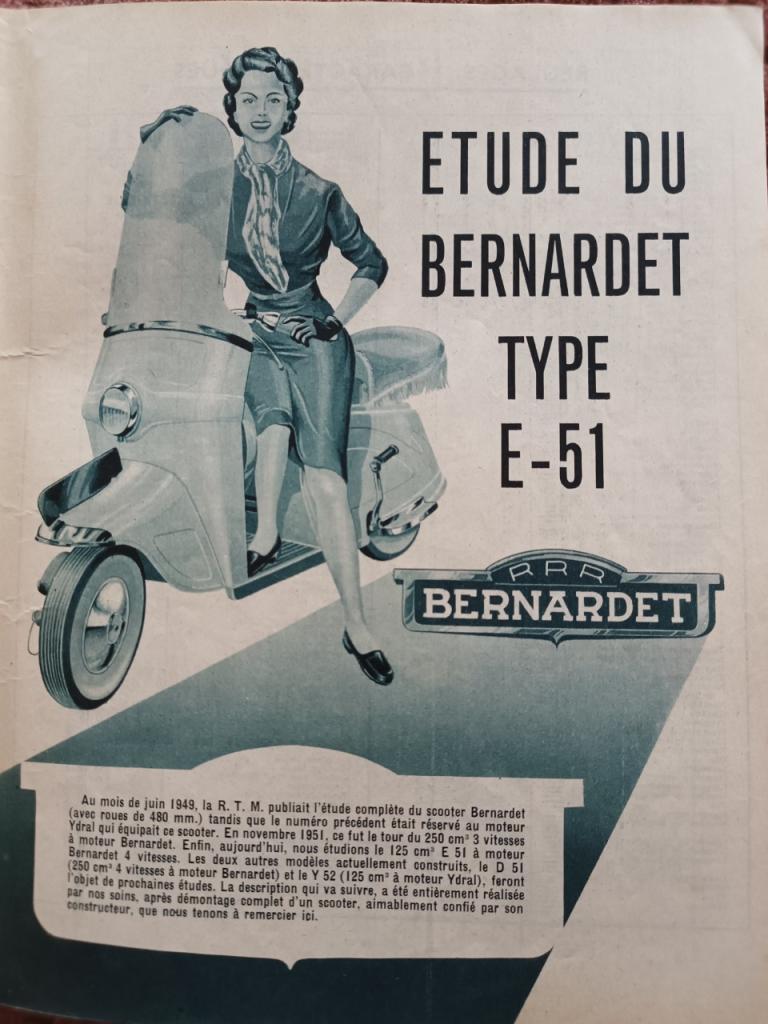 ETUDE DU
BERNARDET
TYPE
E-51
RRR
BERNARDET
Au mois de juin 1949, la R. T. M. publiait l'étude complète du scooter Bernardet
(avec roues de 480 mm.) tandis que le numéro précédent était réservé au moteur
Ydral qui équipait ce scooter. En novembre 1951, ce fut le tour du 250 cm³ 3 vitesses
à moteur Bernardet. Enfin, aujourd'hui, nous étudions le 125 cm³ E 51 à moteur
Bernardet 4 vitesses. Les deux autres modèles actuellement construits, le D 51
(250 cm³ 4 vitesses à moteur Bernardet) et le Y 52 (125 cm³ à moteur Ydral), feront
l'objet de prochaines études. La description qui va suivre, a été entièrement réalisée
par nos soins, après démontage complet d'un scooter, aimablement confié par son
constructeur, que nous tenons à remercier ici.